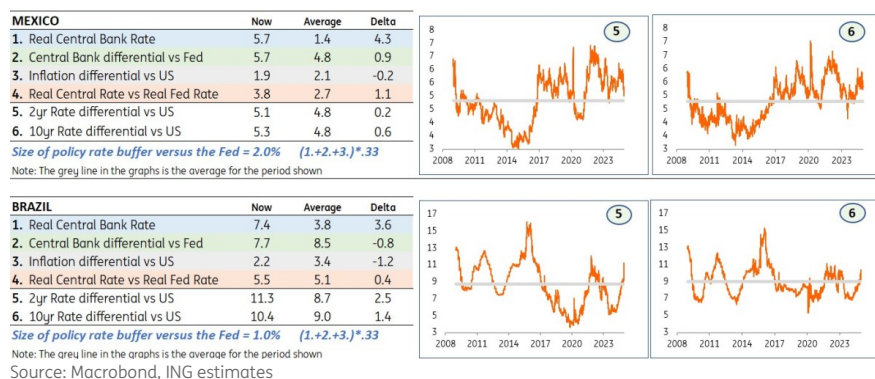 MEXICO Now Average Delta
1. Real Central Bank Rate 5.7 1.4 4.3
2. Central Bank differential vs Fed 5.7 4.8 0.9
3. Inflation differential vs US 1.9 2.1 -0.2
4. Real Central Rate vs Real Fed Rate 3.8 2.7 1.1
5. 2yr Rate differential vs US 5.1 4.8 0.2
6. 10yr Rate differential vs US 5.3 4.8 0.6
Size of policy rate buffer versus the Fed = 2.0% (1.+2.+3.)*.33
Note: The grey line in the graphs is the average for the period shown
5
8
7
6
6
5
5
4
4
3
2008 2011 2014 2017 2020 2023
6
8
7
6
6
5
5
4
4
3
2008 2011 2014 2017 2020 2023
BRAZIL Now Average Delta
1. Real Central Bank Rate 7.4 3.8 3.6
2. Central Bank differential vs Fed 7.7 8.5 -0.8
3. Inflation differential vs US 2.2 3.4 -1.2
4. Real Central Rate vs Real Fed Rate 5.5 5.1 0.4
5. 2yr Rate differential vs US 11.3 8.7 2.5
6. 10yr Rate differential vs US 10.4 9.0 1.4
Size of policy rate buffer versus the Fed = 1.0% (1.+2.+3.)*.33
Note: The grey line in the graphs is the average for the period shown
5
17
15
13
11
9
7
5
3
2008 2011 2014 2017 2020 2023
6
17
15
13
11
9
7
5
3
2008 2011 2014 2017 2020 2023
Source: Macrobond, ING estimates